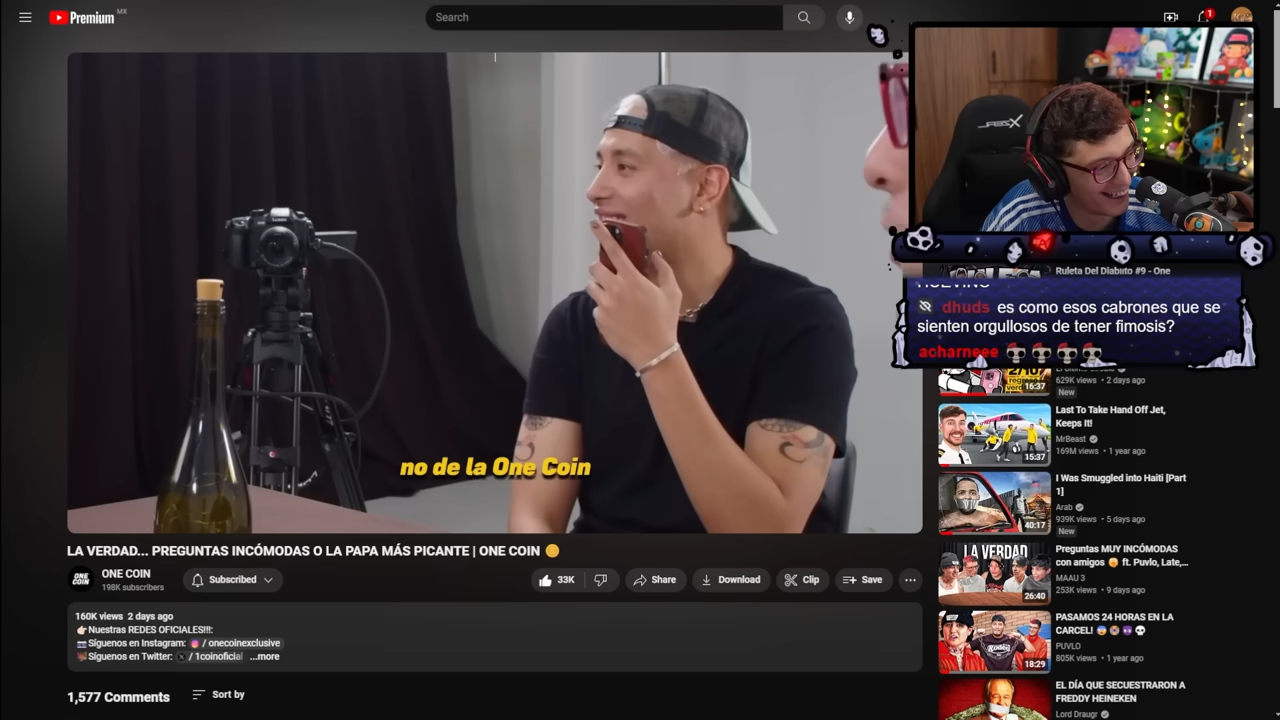 Premium MX
Search
1
JFBSX
LUMIX
no de la One Coin
Ruleta Del Diablito #9 - One
dhuds es como esos cabrones que se
sienten orgullosos de tener fimosis?
acharneee
629K views • 2 days ago
New
16:37
Last To Take Hand Off Jet,
Keeps It!
MrBeast
169M views • 1 year ago
15:37
I Was Smuggled into Haiti [Part
1]
Arab
939K views • 5 days ago
New
40:17
LA VERDAD
Preguntas MUY INCÓMODAS
con amigos 😳 ft. Puvlo, Late,...
MAAU 3
253K views • 9 days ago
26:40
PASAMOS 24 HORAS EN LA
CARCEL!
PUVLO
805K views • 1 year ago
18:29
EL DÍA QUE SECUESTRARON A
FREDDY HEINEKEN
Lord Draugr
LA VERDAD... PREGUNTAS INCÓMODAS O LA PAPA MÁS PICANTE | ONE COIN 🪙
ONE COIN
ONE COIN
198K subscribers
Subscribed
33K
Share
Download
Clip
Save
160K views 2 days ago
👉🏻Nuestras REDES OFICIALES!!!:
📷Síguenos en Instagram: / onecoinexclusive
Síguenos en Twitter: / 1coinoficial ...more
1,577 Comments
Sort by